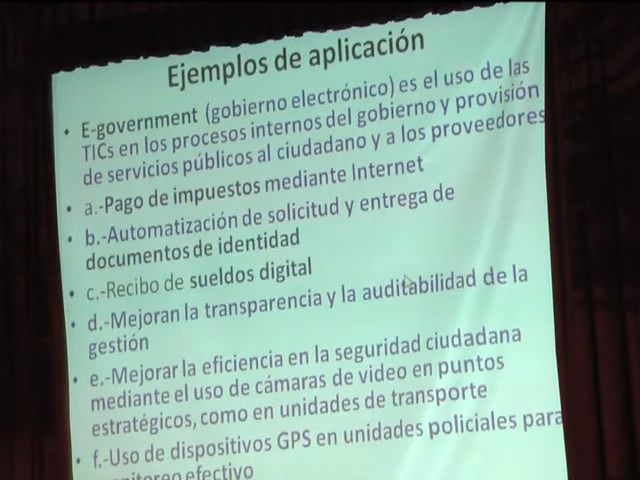 Ejemplos de aplicación
• E-government (gobierno electrónico) es el uso de las
TICs en los procesos internos del gobierno y provisión
de servicios públicos al ciudadano y a los proveedores
• a.-Pago de impuestos mediante Internet
• b.-Automatización de solicitud y entrega de
documentos de identidad
• c.-Recibo de sueldos digital
• d.-Mejoran la transparencia y la auditabilidad de la
gestión
• e.-Mejorar la eficiencia en la seguridad ciudadana
mediante el uso de cámaras de video en puntos
estratégicos, como en unidades de transporte
• f.-Uso de dispositivos GPS en unidades policiales para
efectivo